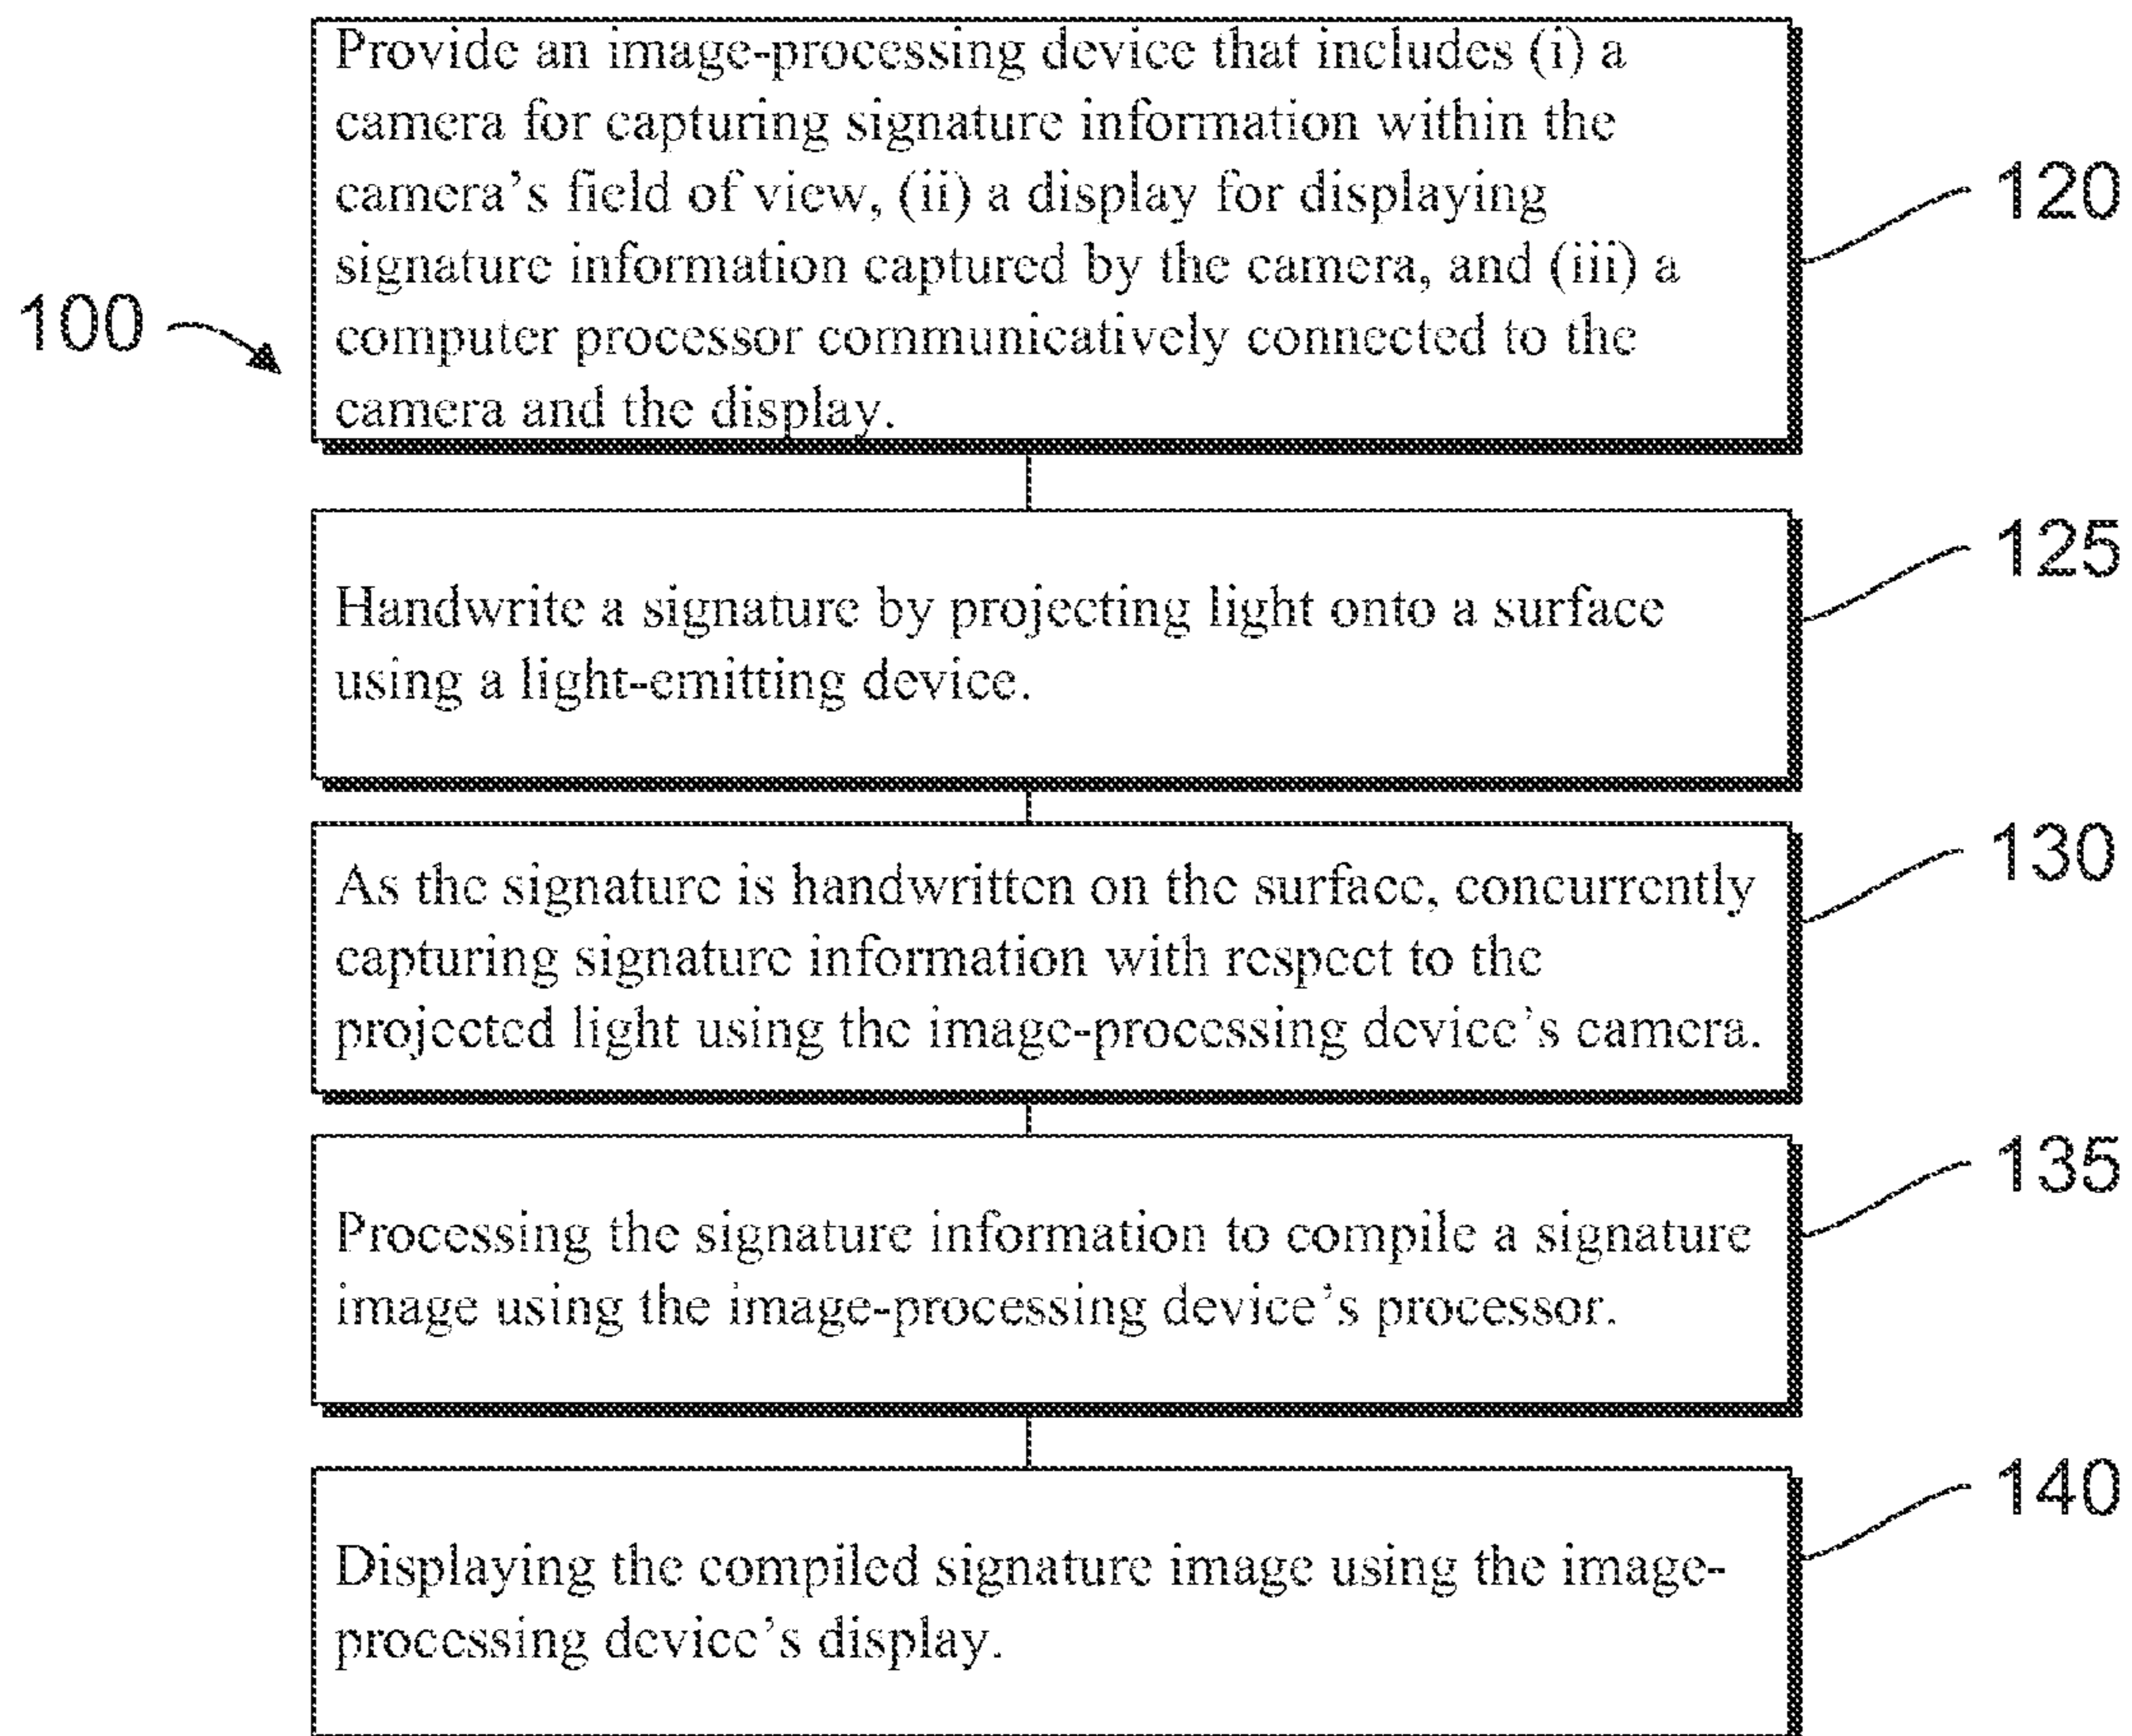 100
Provide an image-processing device that includes (i) a
camera for capturing signature information within the
camera's field of view, (ii) a display for displaying
signature information captured by the camera, and (iii) a
computer processor communicatively connected to the
camera and the display.
120
Handwrite a signature by projecting light onto a surface
using a light-emitting device.
125
As the signature is handwritten on the surface, concurrently
capturing signature information with respect to the
projected light using the image-processing device's camera.
130
Processing the signature information to compile a signature
image using the image-processing device's processor.
135
Displaying the compiled signature image using the image-
processing device's display.
140